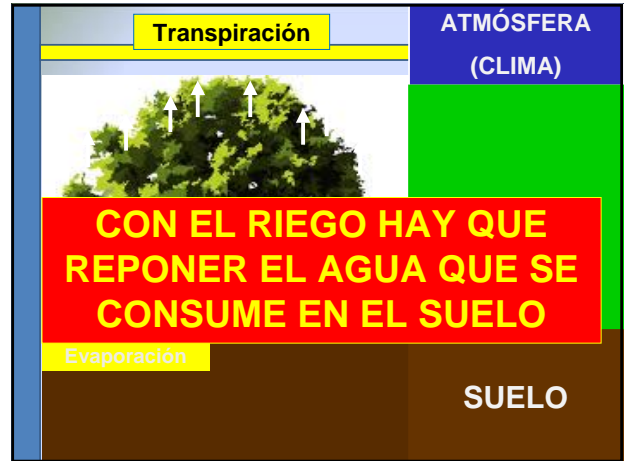 Transpiración
ATMÓSFERA
(CLIMA)
CON EL RIEGO HAY QUE
REPONER EL AGUA QUE SE
CONSUME EN EL SUELO
Evaporación
SUELO